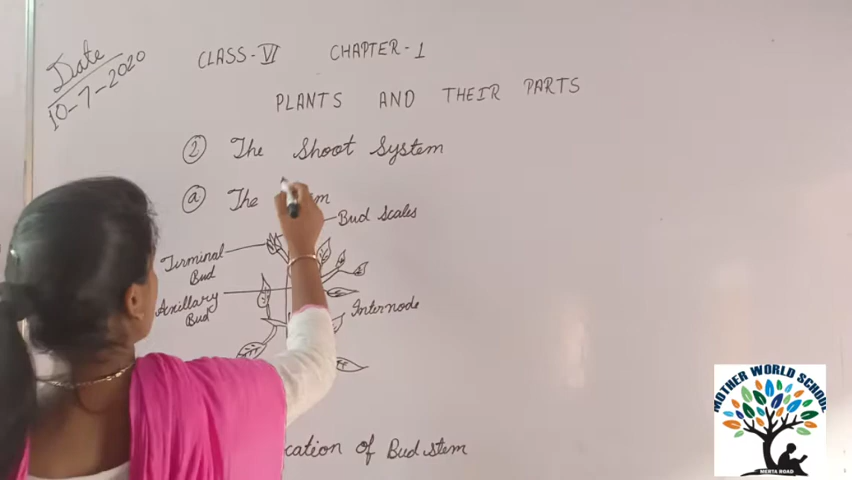 Date
10-7-2020
CLASS-VI CHAPTER-1
PLANTS AND THEIR PARTS
② The Shoot System
ⓐ The
Bud Scales
Terminal
Bud
Axillary
Bud
Internode
of Bud stem
MOTHER WORLD SCHOOL
MERTA ROAD